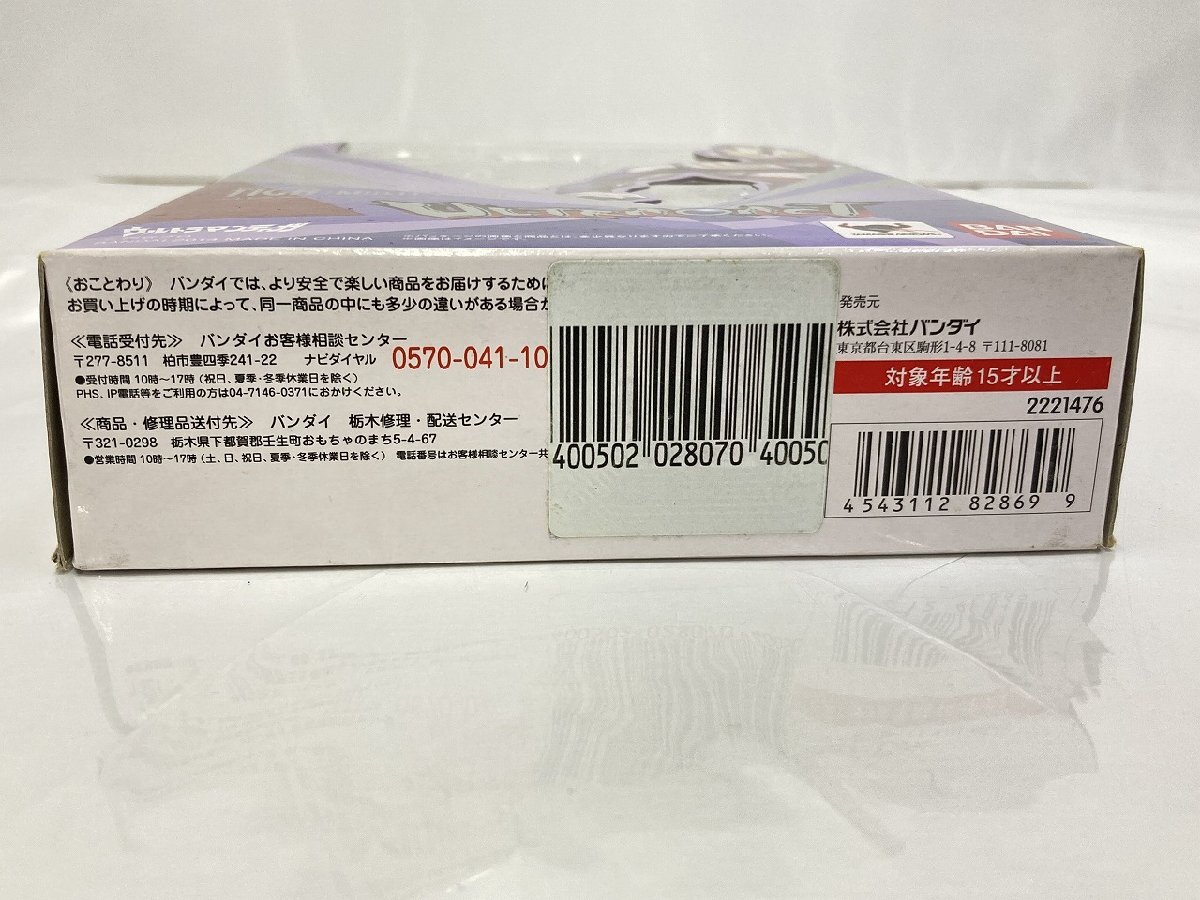 ULTRA-ACT
MADE IN CHINA
BAN
DAI
《おことわり》 バンダイでは、より安全で楽しい商品をお届けするために
お買い上げの時期によって、同一商品の中にも多少の違いがある場合が
≪電話受付先≫ バンダイお客様相談センター
〒277-8511 柏市豊四季241-22 ナビダイヤル 0570-041-10
●受付時間 10時〜17時 (祝日、夏季・冬季休業日を除く)
PHS、IP電話等をご利用の方は04-7146-0371におかけください。
≪商品・修理品送付先≫ バンダイ 栃木修理・配送センター
〒321-0298 栃木県下都賀郡壬生町おもちゃのまち5-4-67
●営業時間 10時〜17時 (土、日、祝日、夏季・冬季休業日を除く) 電話番号はお客様相談センター共
400502 028070 40050
発売元
株式会社バンダイ
東京都台東区駒形1-4-8 〒111-8081
対象年齢 15才以上
2221476
4 543112 82869 9